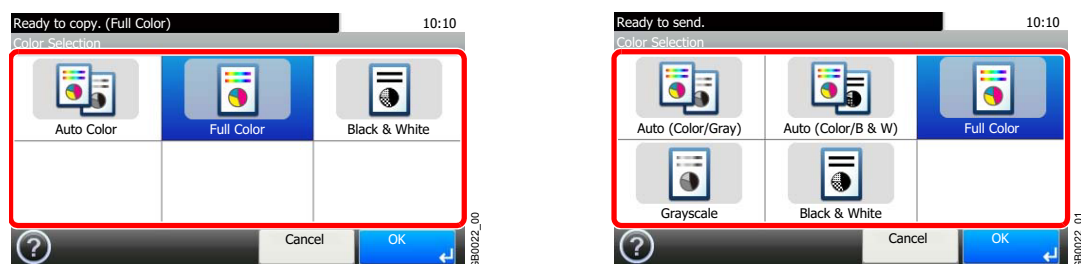 Ready to copy. (Full Color) 10:10
Color Selection
Auto Color Full Color Black & White
? Cancel OK
GB0022_00
Ready to send. 10:10
Color Selection
Auto (Color/Gray) Auto (Color/B & W) Full Color
Grayscale Black & White
? Cancel OK
GB0022_01